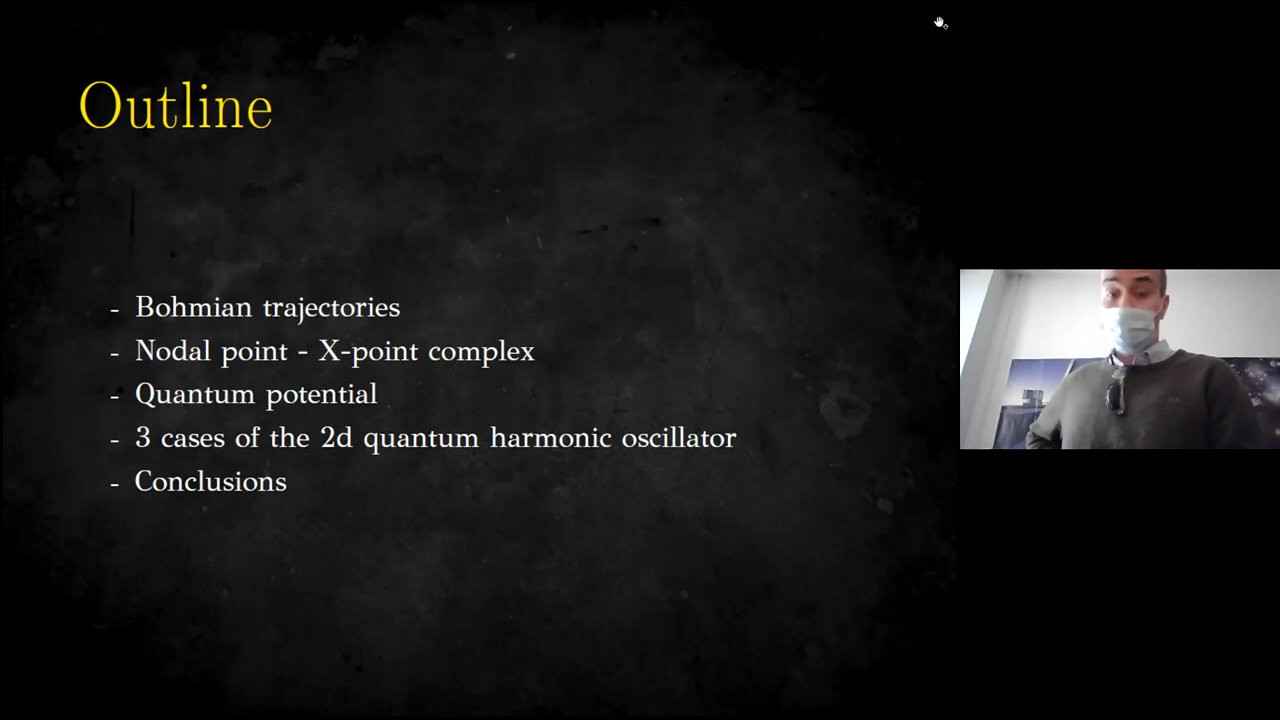 Outline
- Bohmian trajectories
- Nodal point - X-point complex
- Quantum potential
- 3 cases of the 2d quantum harmonic oscillator
- Conclusions